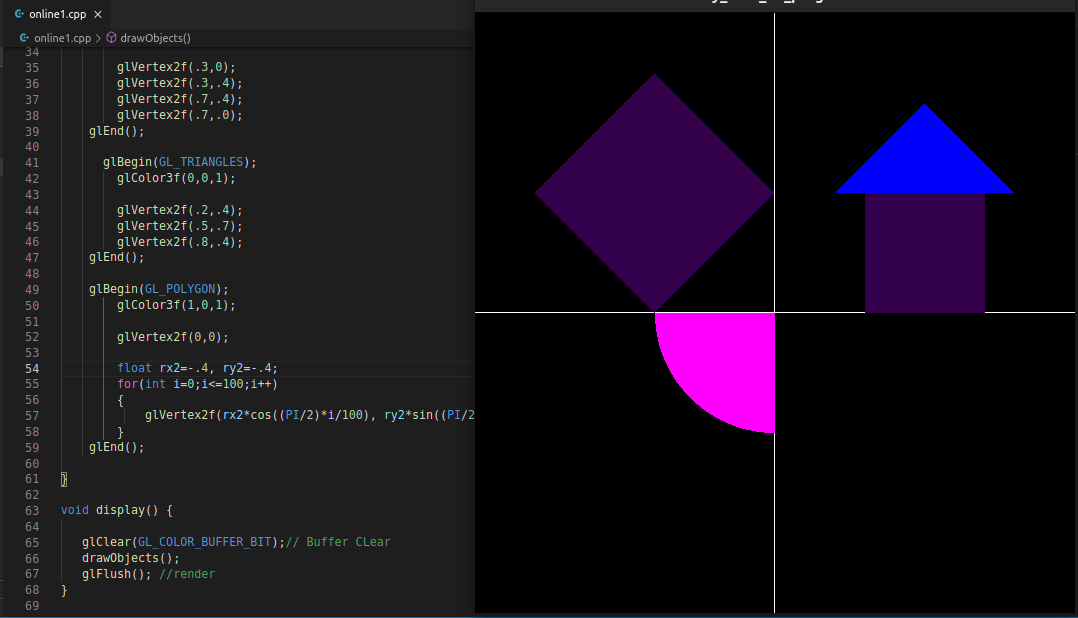 online1.cpp ×
online1.cpp > drawObjects()
34
35 glVertex2f(.3,0);
36 glVertex2f(.3,.4);
37 glVertex2f(.7,.4);
38 glVertex2f(.7,.0);
39 glEnd();
40
41 glBegin(GL_TRIANGLES);
42 glColor3f(0,0,1);
43
44 glVertex2f(.2,.4);
45 glVertex2f(.5,.7);
46 glVertex2f(.8,.4);
47 glEnd();
48
49 glBegin(GL_POLYGON);
50 glColor3f(1,0,1);
51
52 glVertex2f(0,0);
53
54 float rx2=-.4, ry2=-.4;
55 for(int i=0;i<=100;i++)
56 {
57 glVertex2f(rx2*cos((PI/2)*i/100), ry2*sin((PI/2
58 }
59 glEnd();
60
61 }
62
63 void display() {
64
65 glClear(GL_COLOR_BUFFER_BIT);// Buffer CLear
66 drawObjects();
67 glFlush(); //render
68 }
69